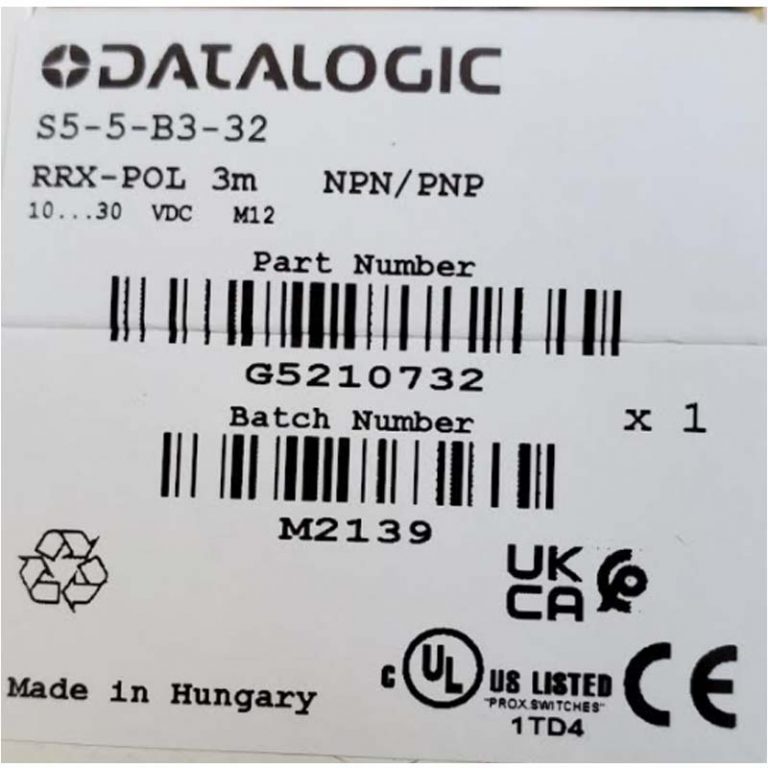 DATALOGIC
S5-5-B3-32
RRX-POL 3m NPN/PNP
10...30 VDC M12
Part Number
G5210732
Batch Number
x 1
M2139
UK
CA
c UL US LISTED
"PROX.SWITCHES"
1TD4
CE
Made in Hungary